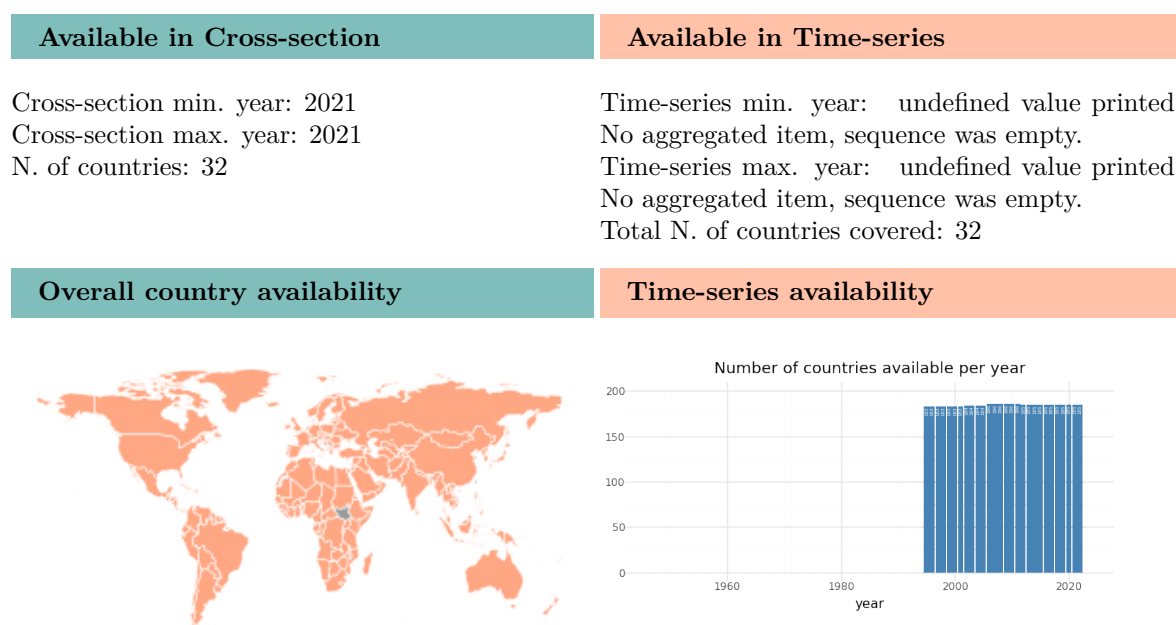 Available in Cross-section
Cross-section min. year: 2021
Cross-section max. year: 2021
N. of countries: 32
Available in Time-series
Time-series min. year: undefined value printed
No aggregated item, sequence was empty.
Time-series max. year: undefined value printed
No aggregated item, sequence was empty.
Total N. of countries covered: 32
Overall country availability
Time-series availability
Number of countries available per year
200
150
100
50
0
1960 1980 2000 2020
year